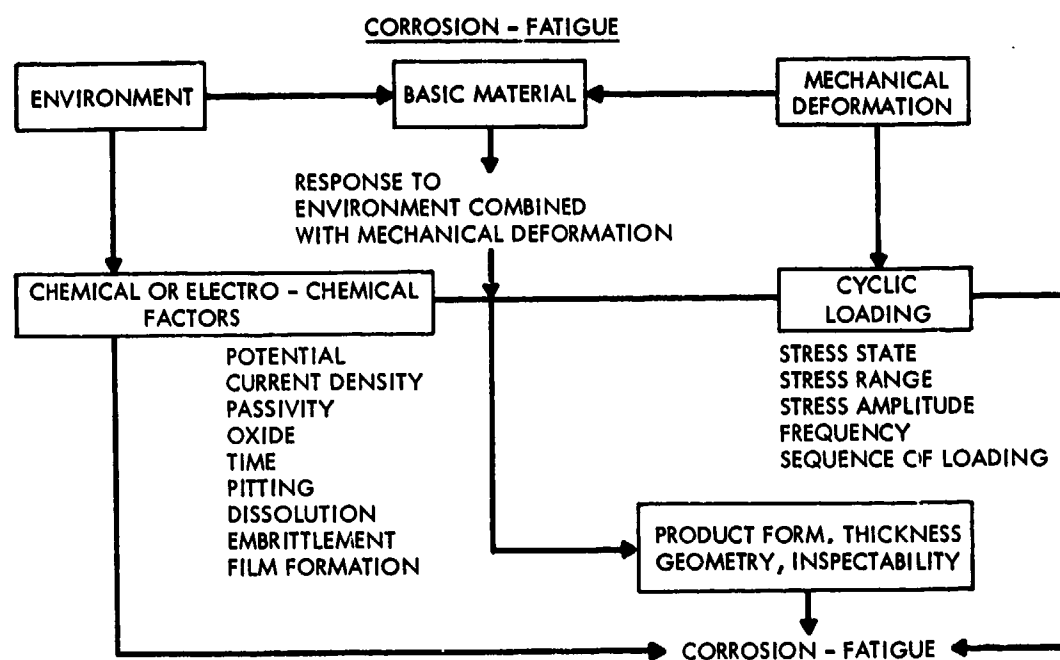 CORROSION – FATIGUE
ENVIRONMENT
BASIC MATERIAL
MECHANICAL
DEFORMATION
RESPONSE TO
ENVIRONMENT COMBINED
WITH MECHANICAL DEFORMATION
CHEMICAL OR ELECTRO – CHEMICAL
FACTORS
CYCLIC
LOADING
POTENTIAL
CURRENT DENSITY
PASSIVITY
OXIDE
TIME
PITTING
DISSOLUTION
EMBRITTLEMENT
FILM FORMATION
STRESS STATE
STRESS RANGE
STRESS AMPLITUDE
FREQUENCY
SEQUENCE OF LOADING
PRODUCT FORM, THICKNESS
GEOMETRY, INSPECTABILITY
CORROSION – FATIGUE